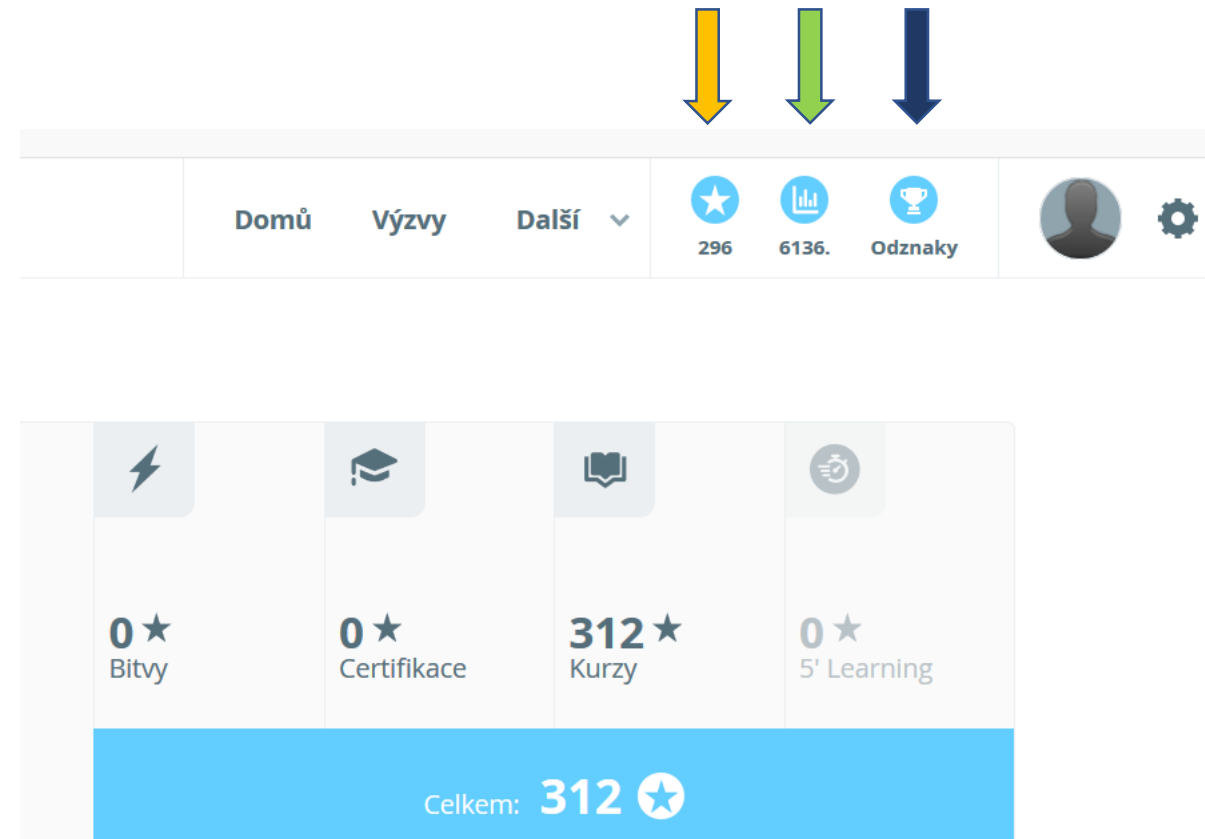 Domů Výzvy Další
296 6136. Odznaky
0 0 312 0
Bitvy Certifikace Kurzy 5' Learning
Celkem: 312